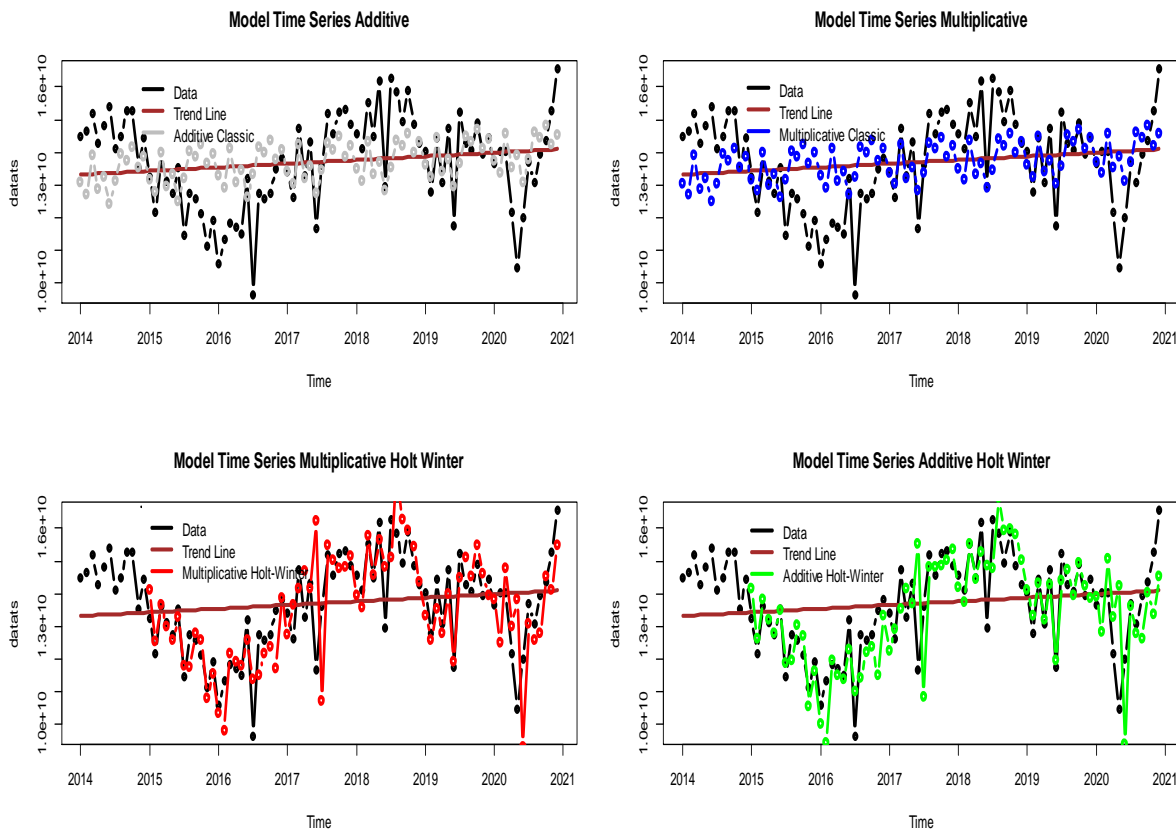 Model Time Series Additive
datats
1.0e+10
1.3e+10
1.6e+10
Data
Trend Line
Additive Classic
2014 2015 2016 2017 2018 2019 2020 2021
Time
Model Time Series Multiplicative
datats
1.0e+10
1.3e+10
1.6e+10
Data
Trend Line
Multiplicative Classic
2014 2015 2016 2017 2018 2019 2020 2021
Time
Model Time Series Multiplicative Holt Winter
datats
1.0e+10
1.3e+10
1.6e+10
Data
Trend Line
Multiplicative Holt-Winter
2014 2015 2016 2017 2018 2019 2020 2021
Time
Model Time Series Additive Holt Winter
datats
1.0e+10
1.3e+10
1.6e+10
Data
Trend Line
Additive Holt-Winter
2014 2015 2016 2017 2018 2019 2020 2021
Time